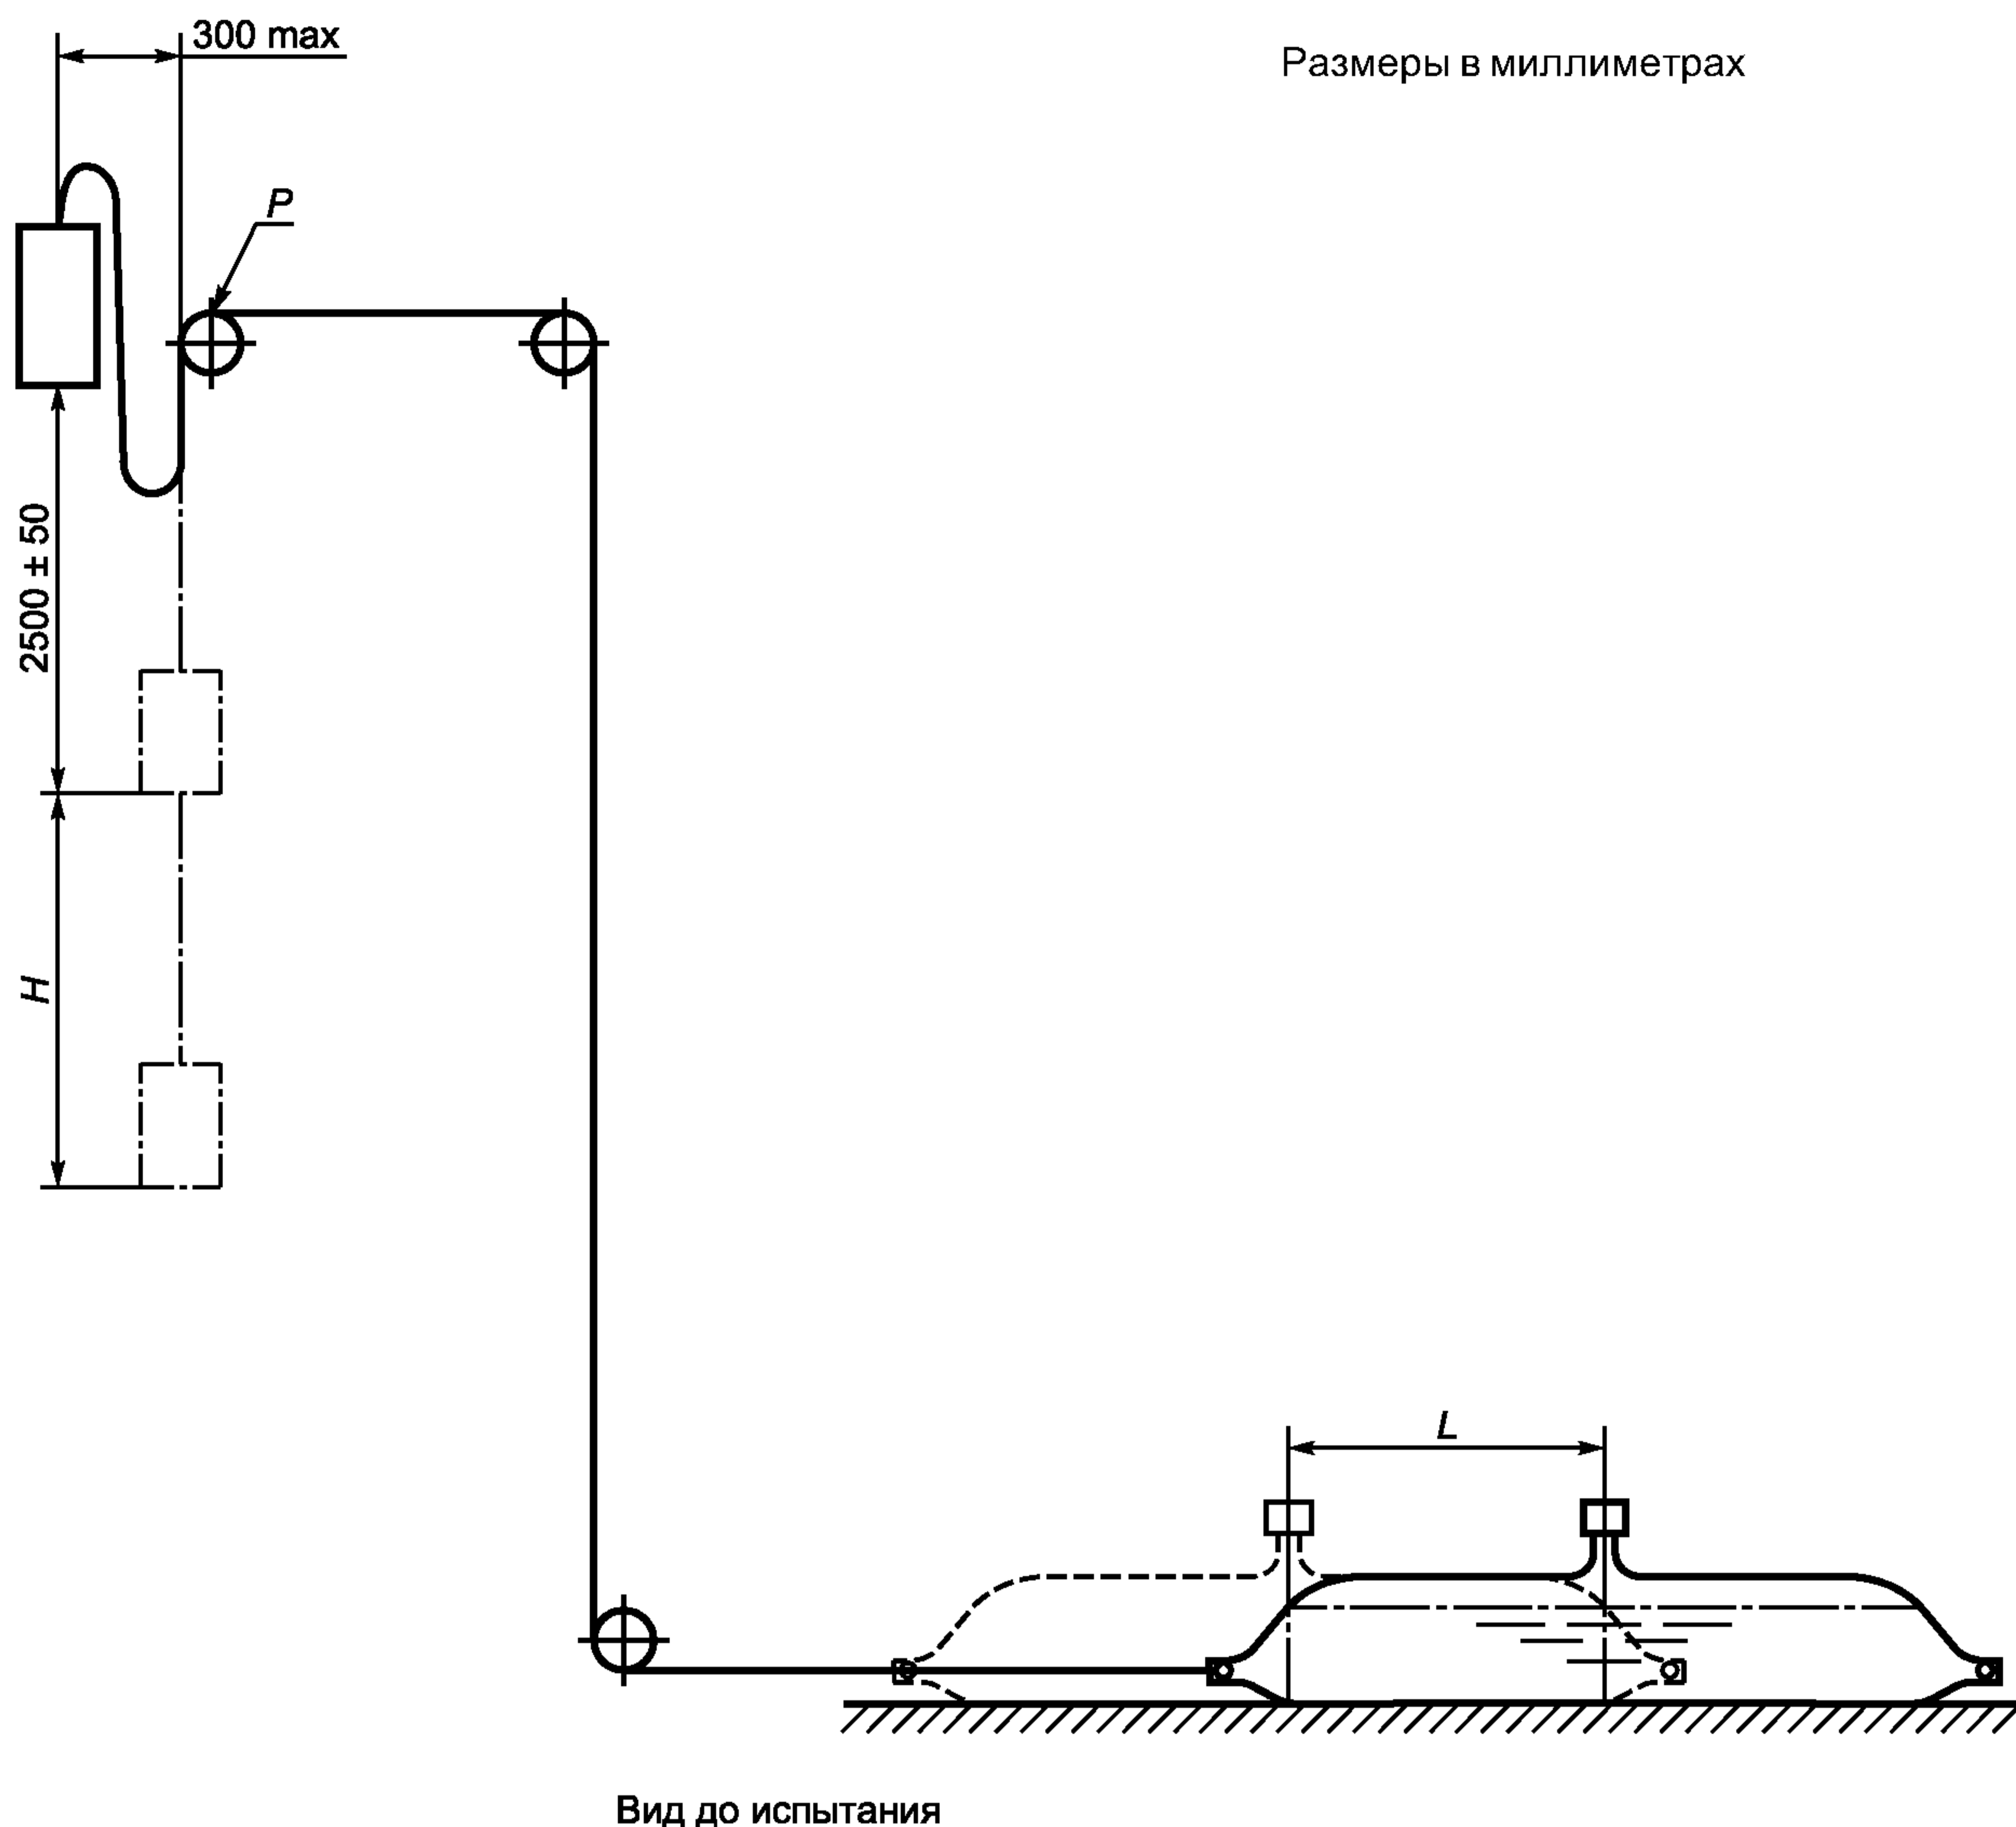 300 max
Размеры в миллиметрах
P
2500 ± 50
H
L
Вид до испытания